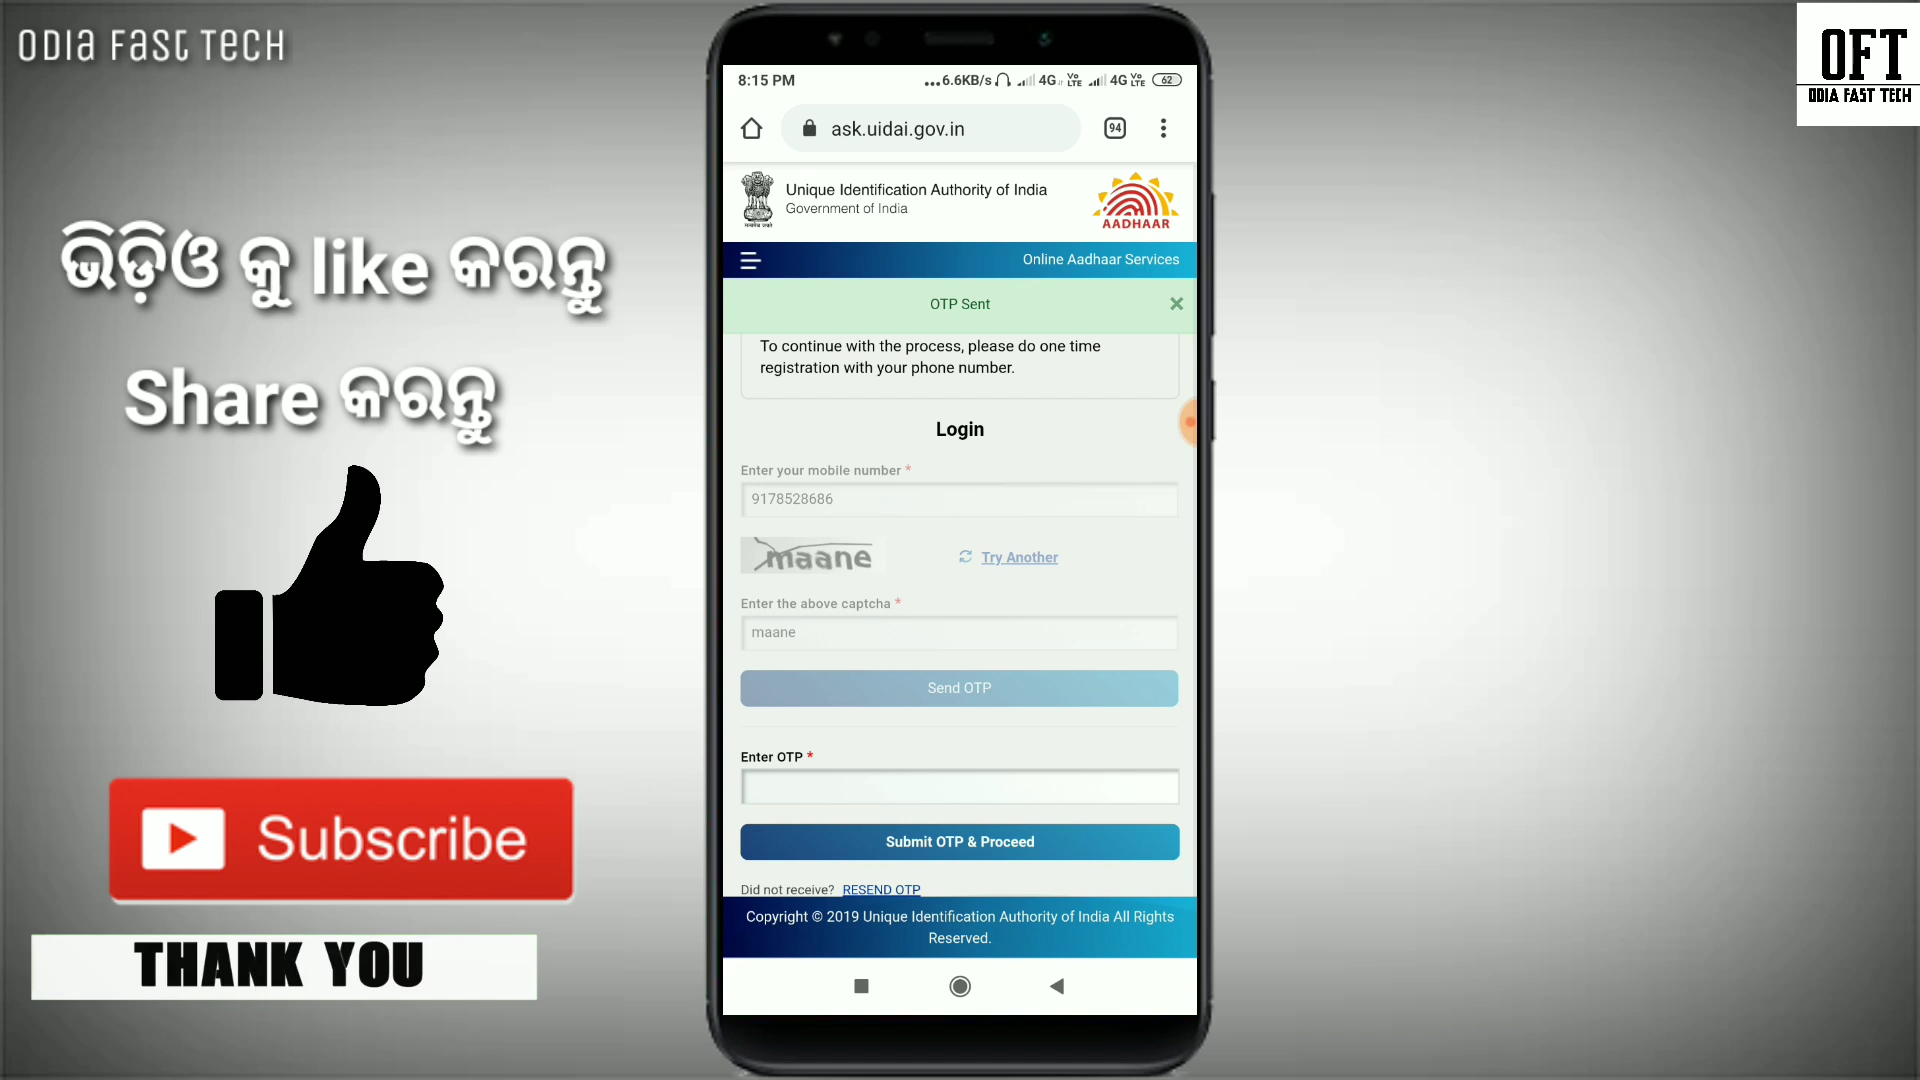 ODIA FAST TECH
OFT
ODIA FAST TECH
ଭିଡ଼ିଓ କୁ like କରନ୍ତୁ
Share କରନ୍ତୁ
Subscribe
THANK YOU
8:15 PM
...6.6KB/s 4G Vo LTE 4G Vo LTE 62
ask.uidai.gov.in
94
Unique Identification Authority of India
Government of India
AADHAAR
Online Aadhaar Services
OTP Sent
To continue with the process, please do one time
registration with your phone number.
Login
Enter your mobile number *
9178528686
maane
Try Another
Enter the above captcha *
maane
Send OTP
Enter OTP *
Submit OTP & Proceed
Did not receive? RESEND OTP
Copyright © 2019 Unique Identification Authority of India All Rights
Reserved.